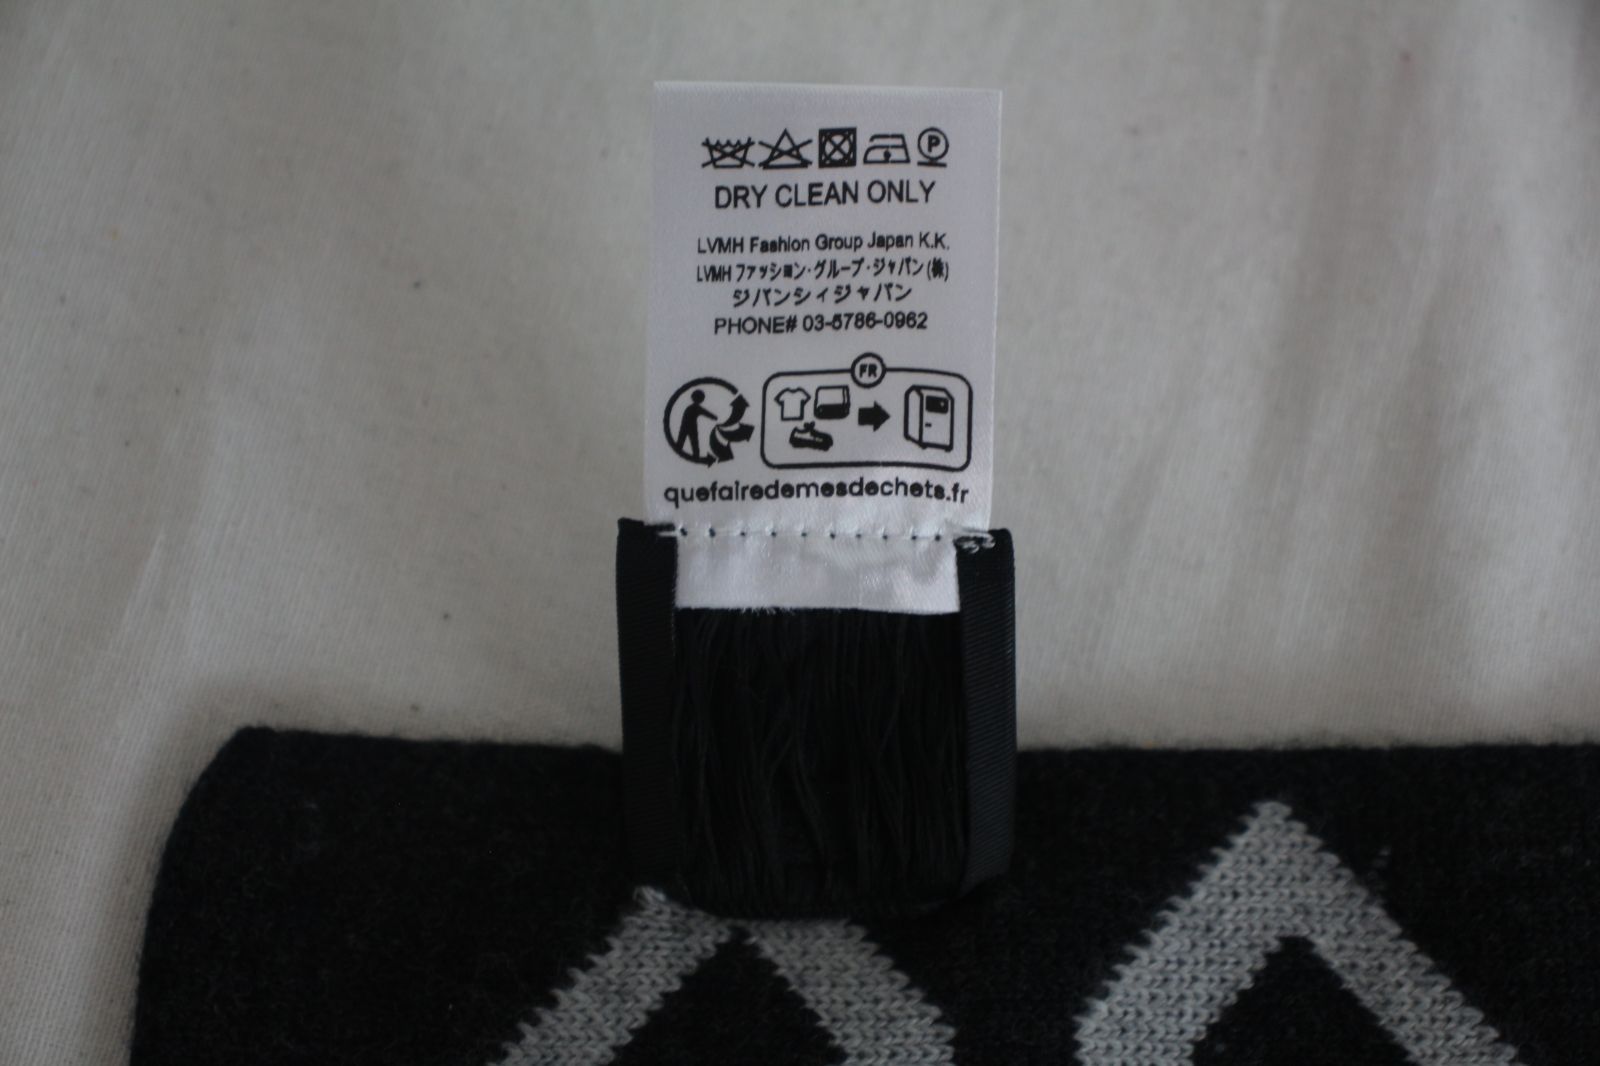 P
DRY CLEAN ONLY
LVMH Fashion Group Japan K.K.
LVMH ファッション・グループ・ジャパン(株)
ジバンシィジャパン
PHONE# 03-5786-0962
FR
quefairedemesdechets.fr